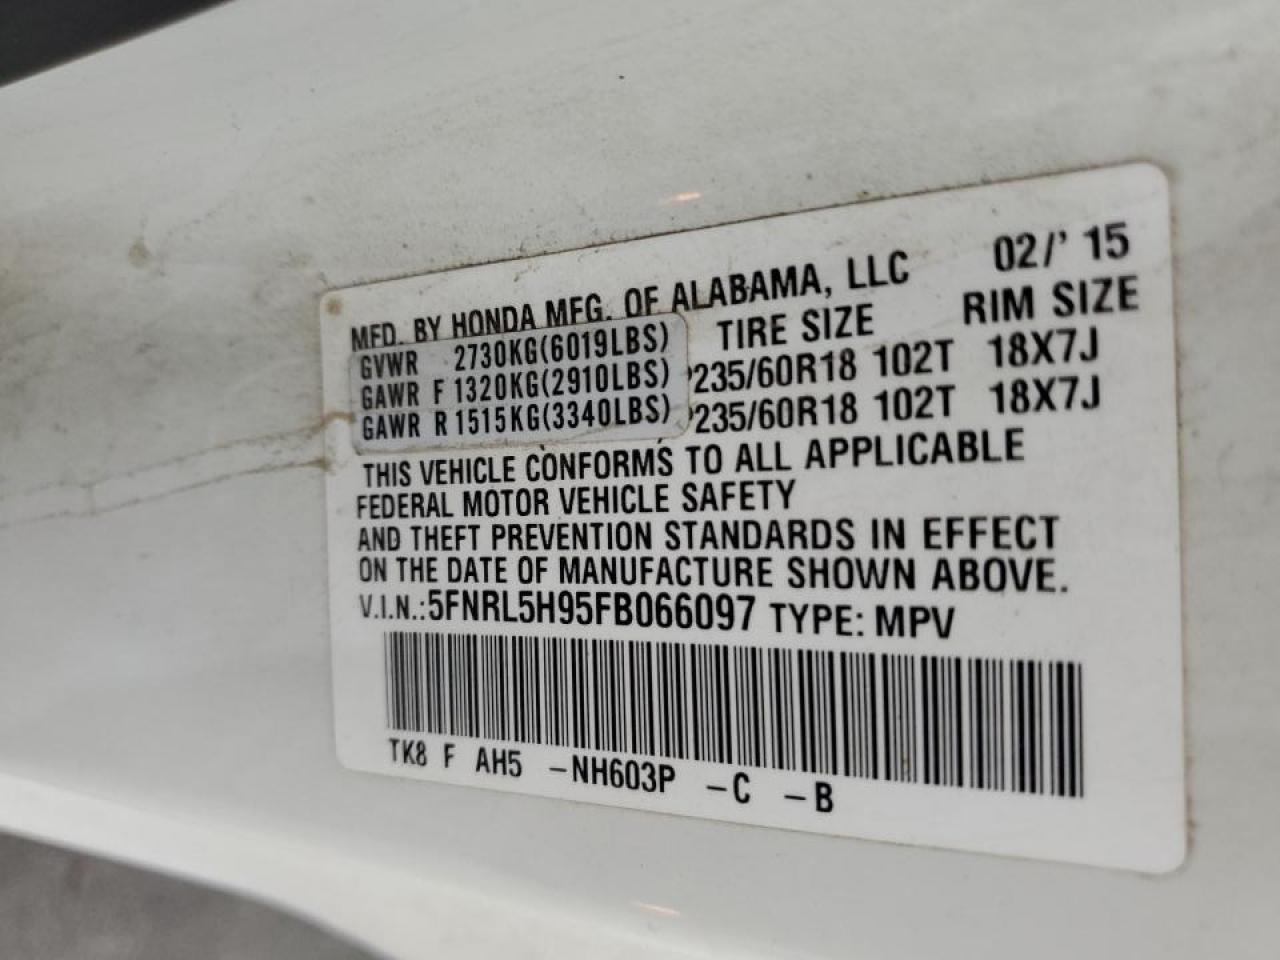 MFD. BY HONDA MFG. OF ALABAMA, LLC 02/' 15
GVWR 2730KG(6019LBS) TIRE SIZE RIM SIZE
GAWR F 1320KG(2910LBS) P235/60R18 102T 18X7J
GAWR R 1515KG(3340LBS) P235/60R18 102T 18X7J
THIS VEHICLE CONFORMS TO ALL APPLICABLE
FEDERAL MOTOR VEHICLE SAFETY
AND THEFT PREVENTION STANDARDS IN EFFECT
ON THE DATE OF MANUFACTURE SHOWN ABOVE.
V.I.N.:5FNRL5H95FB066097 TYPE: MPV
TK8 F AH5 -NH603P -C -B